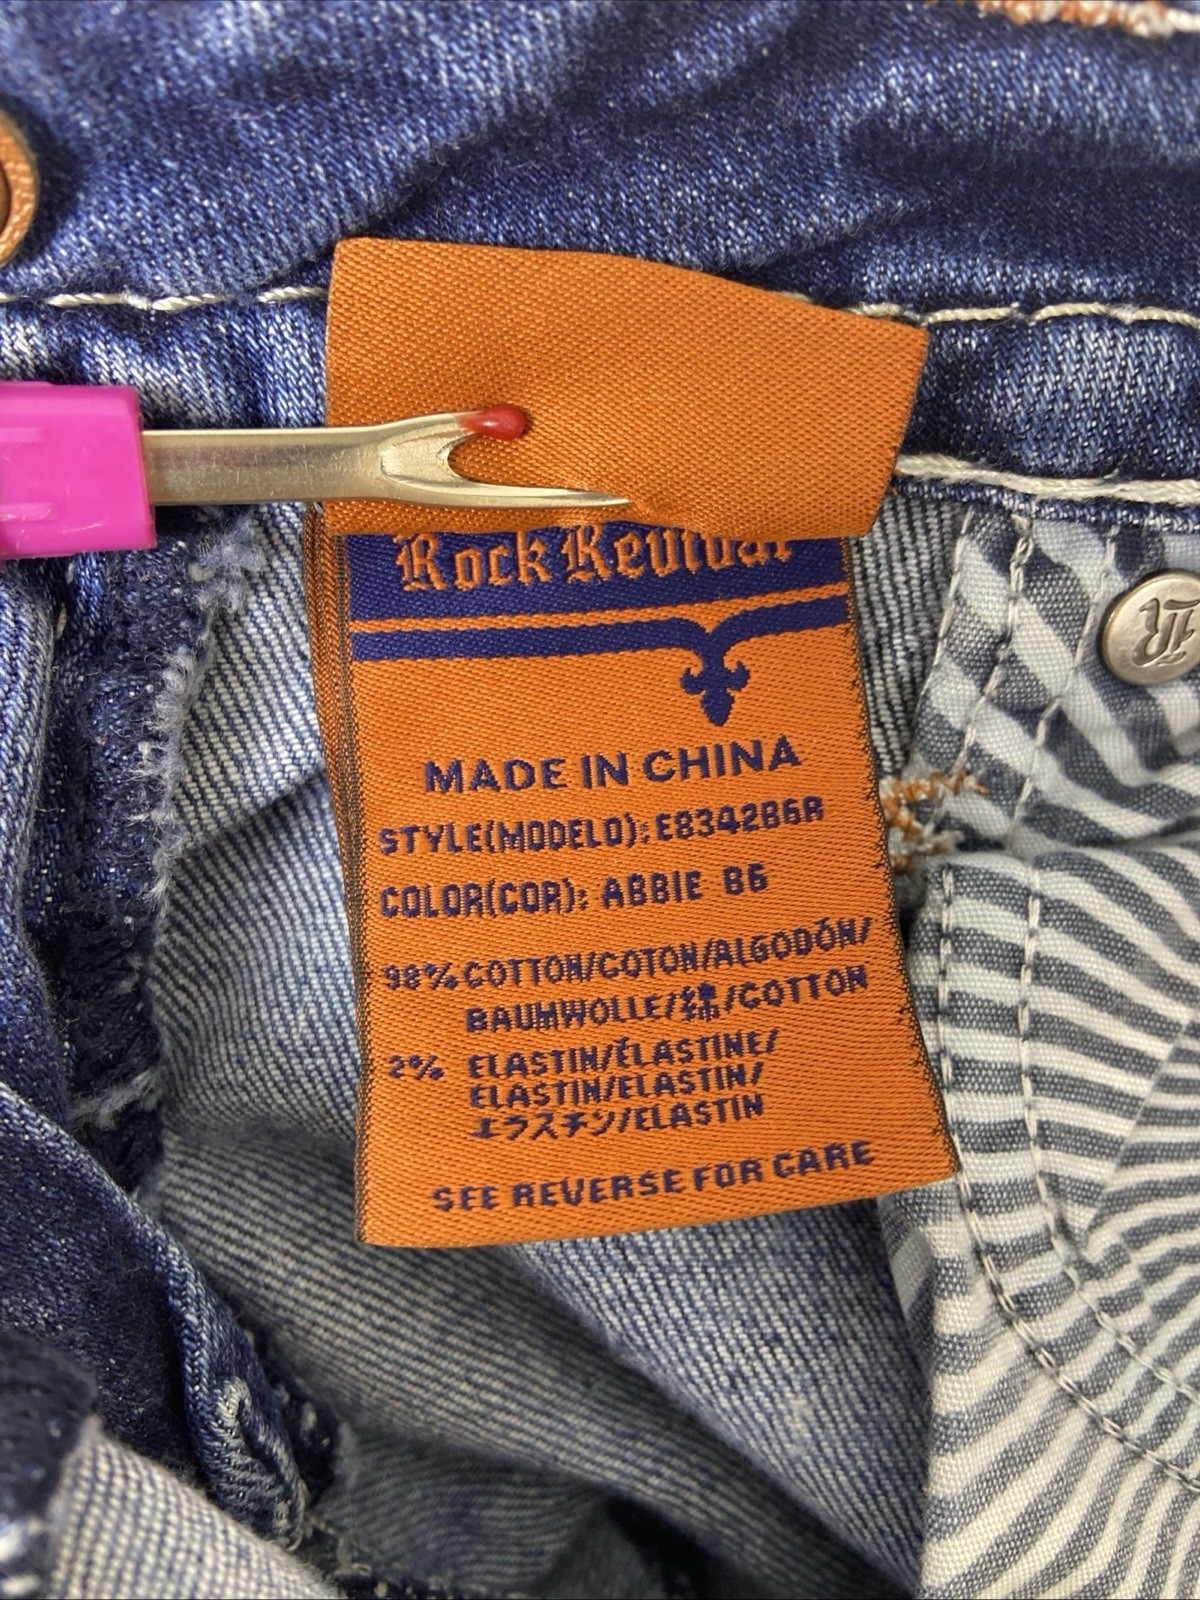 Rock Revival
MADE IN CHINA
STYLE(MODELO): E8342B6R
COLOR(COR): ABBIE B6
98% COTTON/COTON/ALGODÓN/
BAUMWOLLE/綿/COTTON
2% ELASTIN/ÉLASTINE/
ELASTIN/ELASTIN/
エラスチン/ELASTIN
SEE REVERSE FOR CARE